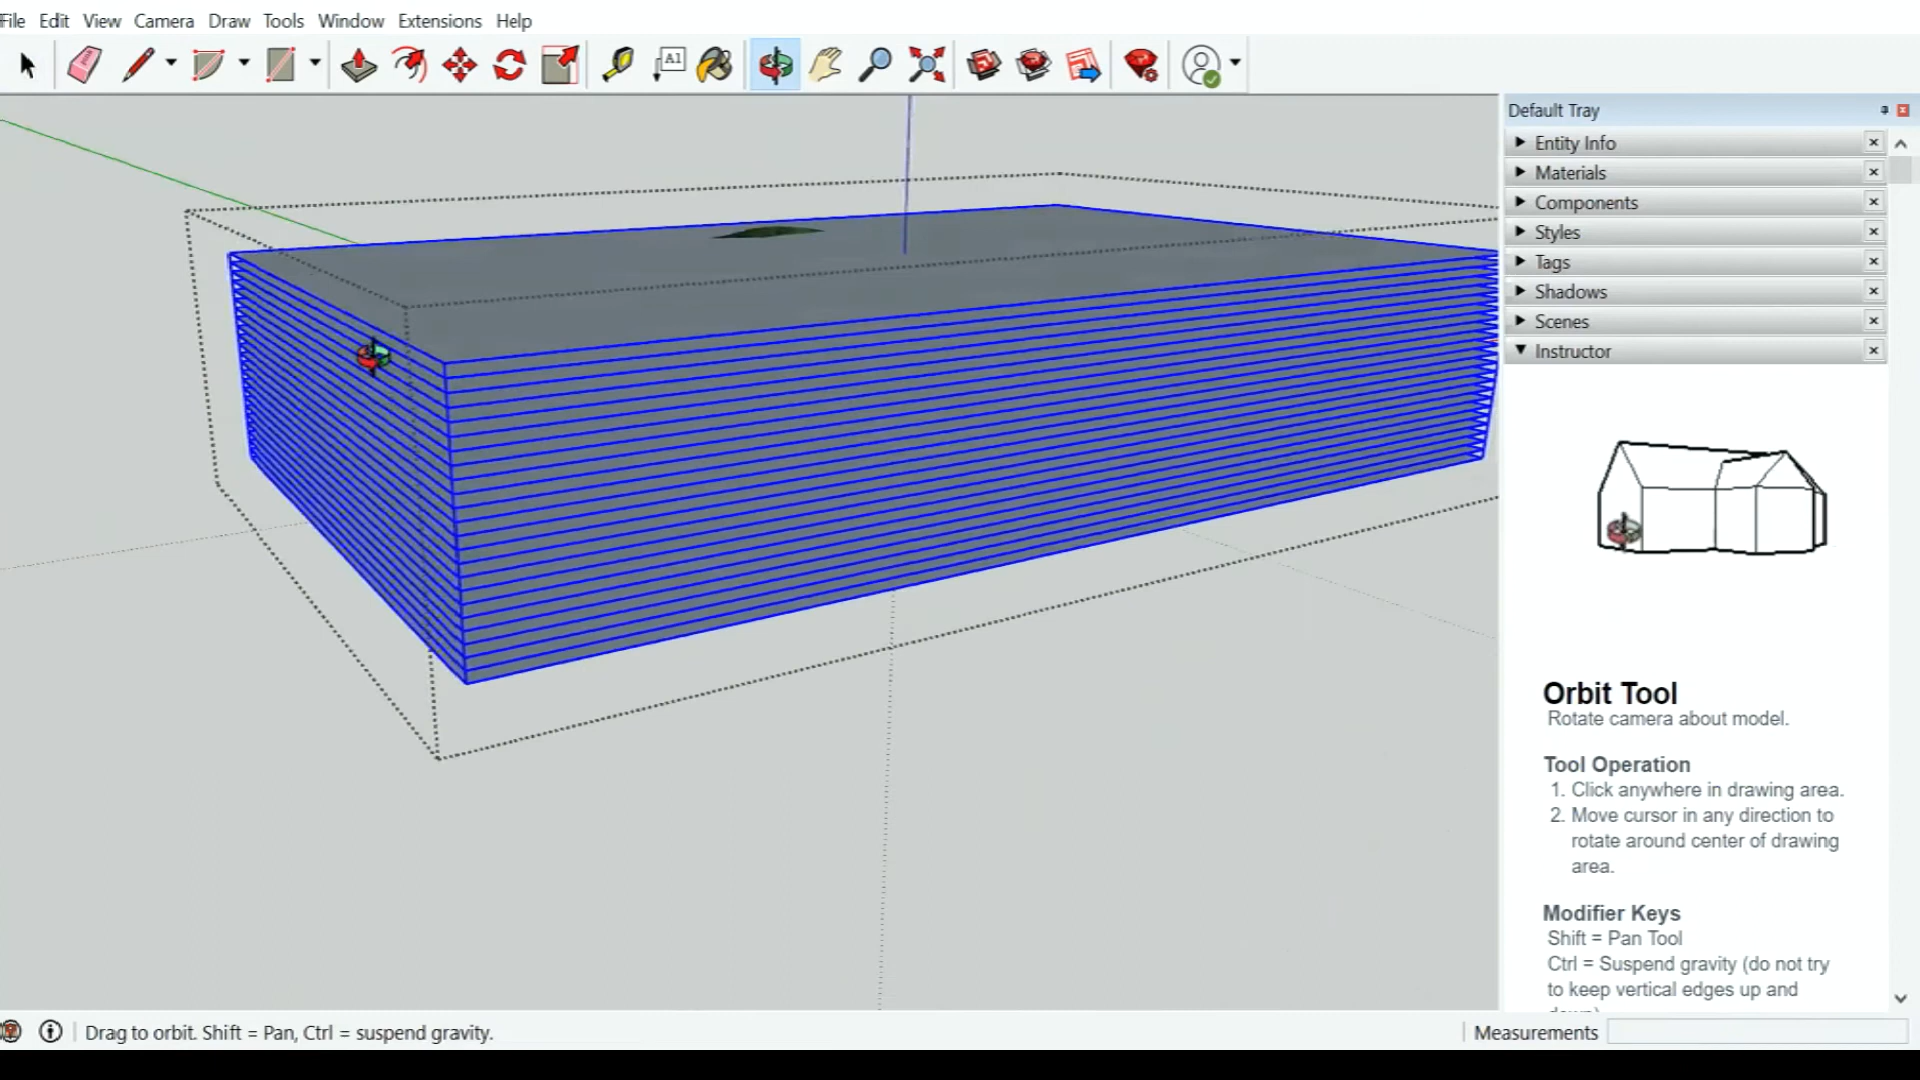 File Edit View Camera Draw Tools Window Extensions Help
A1
Default Tray
Entity Info
Materials
Components
Styles
Tags
Shadows
Scenes
Instructor
Orbit Tool
Rotate camera about model.
Tool Operation
1. Click anywhere in drawing area.
2. Move cursor in any direction to
rotate around center of drawing
area.
Modifier Keys
Shift = Pan Tool
Ctrl = Suspend gravity (do not try
to keep vertical edges up and
Drag to orbit. Shift = Pan, Ctrl = suspend gravity.
Measurements